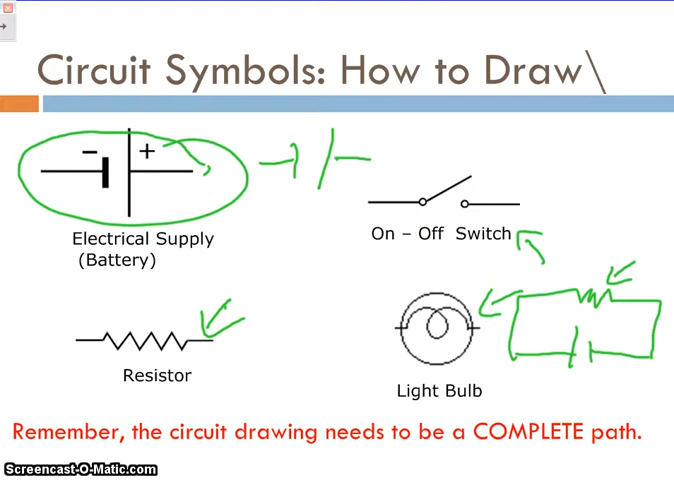 Circuit Symbols: How to Draw\
− +
Electrical Supply
(Battery)
On – Off Switch
Resistor
Light Bulb
Remember, the circuit drawing needs to be a COMPLETE path.
Screencast-O-Matic.com